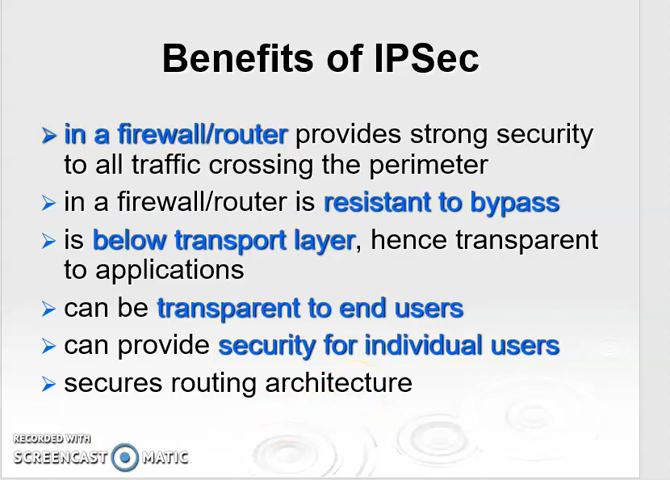 Benefits of IPSec
➢ in a firewall/router provides strong security
to all traffic crossing the perimeter
➢ in a firewall/router is resistant to bypass
➢ is below transport layer, hence transparent
to applications
➢ can be transparent to end users
➢ can provide security for individual users
➢ secures routing architecture
RECORDED WITH
SCREENCAST MATIC